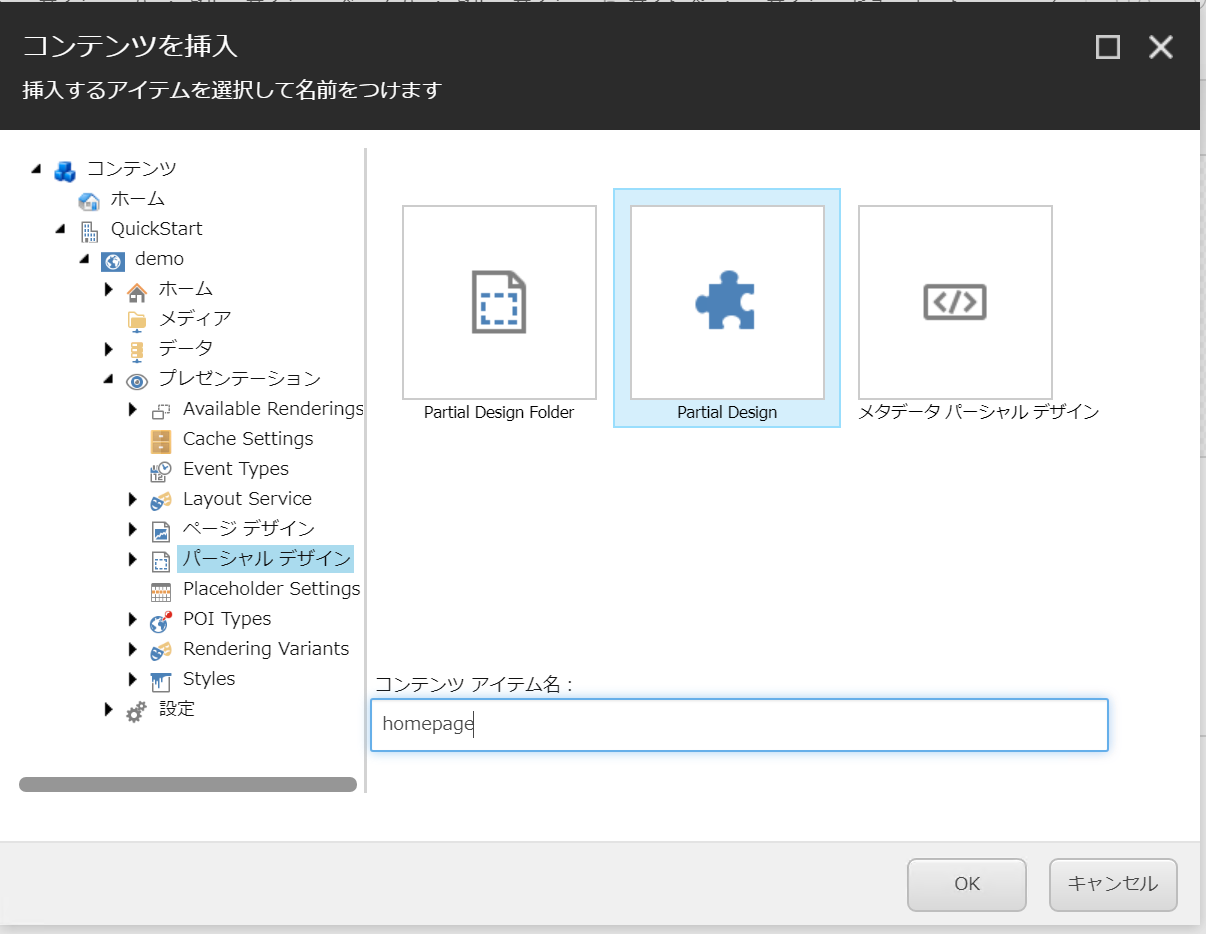 コンテンツを挿入
挿入するアイテムを選択して名前をつけます
コンテンツ
ホーム
QuickStart
demo
ホーム
メディア
データ
プレゼンテーション
Available Renderings
Cache Settings
Event Types
Layout Service
ページ デザイン
パーシャル デザイン
Placeholder Settings
POI Types
Rendering Variants
Styles
設定
Partial Design Folder
Partial Design
メタデータ パーシャル デザイン
コンテンツ アイテム名：
homepage
OK
キャンセル